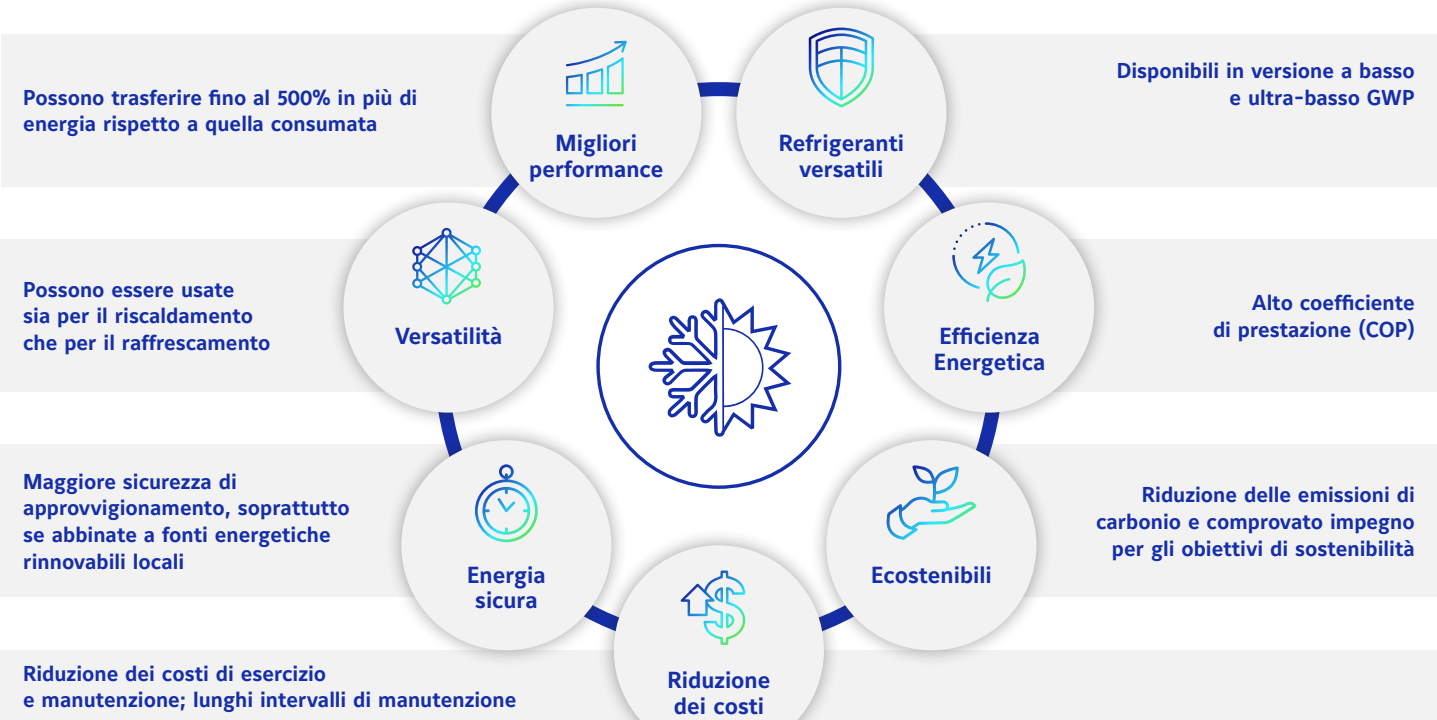 Possono trasferire fino al 500% in più di
energia rispetto a quella consumata
Migliori
performance
Refrigeranti
versatili
Disponibili in versione a basso
e ultra-basso GWP
Possono essere usate
sia per il riscaldamento
che per il raffrescamento
Versatilità
Efficienza
Energetica
Alto coefficiente
di prestazione (COP)
Maggiore sicurezza di
approvvigionamento, soprattutto
se abbinate a fonti energetiche
rinnovabili locali
Energia
sicura
Ecostenibili
Riduzione delle emissioni di
carbonio e comprovato impegno
per gli obiettivi di sostenibilità
Riduzione dei costi di esercizio
e manutenzione; lunghi intervalli di manutenzione
Riduzione
dei costi